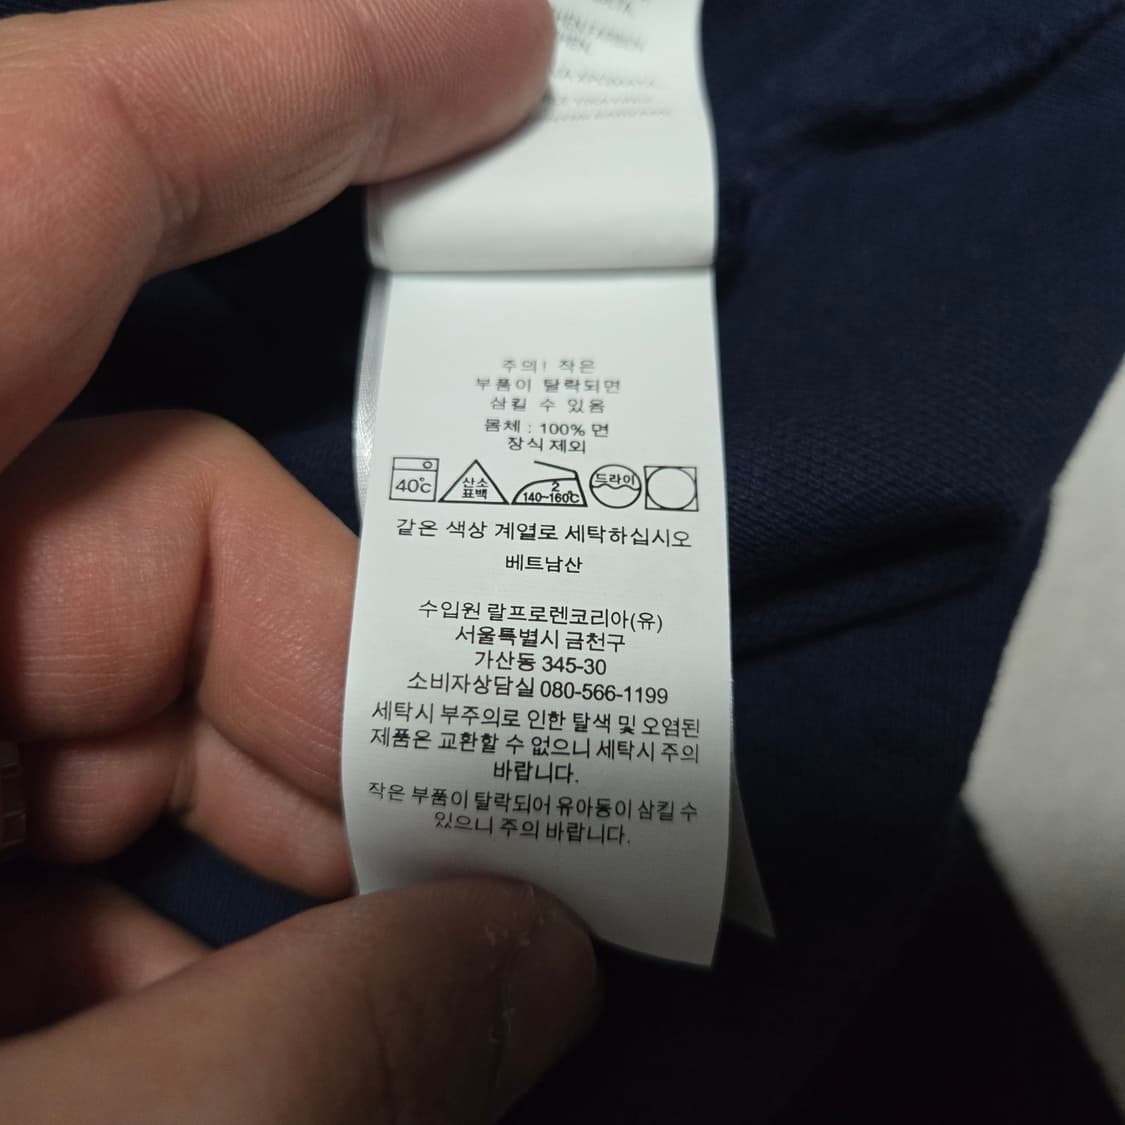 주의! 작은
부품이 탈락되면
삼킬 수 있음
몸체 : 100% 면
장식 제외
40℃ 산소 표백 2 140~160℃ 드라이
같은 색상 계열로 세탁하십시오
베트남산
수입원 랄프로렌코리아(유)
서울특별시 금천구
가산동 345-30
소비자상담실 080-566-1199
세탁시 부주의로 인한 탈색 및 오염된
제품은 교환할 수 없으니 세탁시 주의
바랍니다.
작은 부품이 탈락되어 유아동이 삼킬 수
있으니 주의 바랍니다.